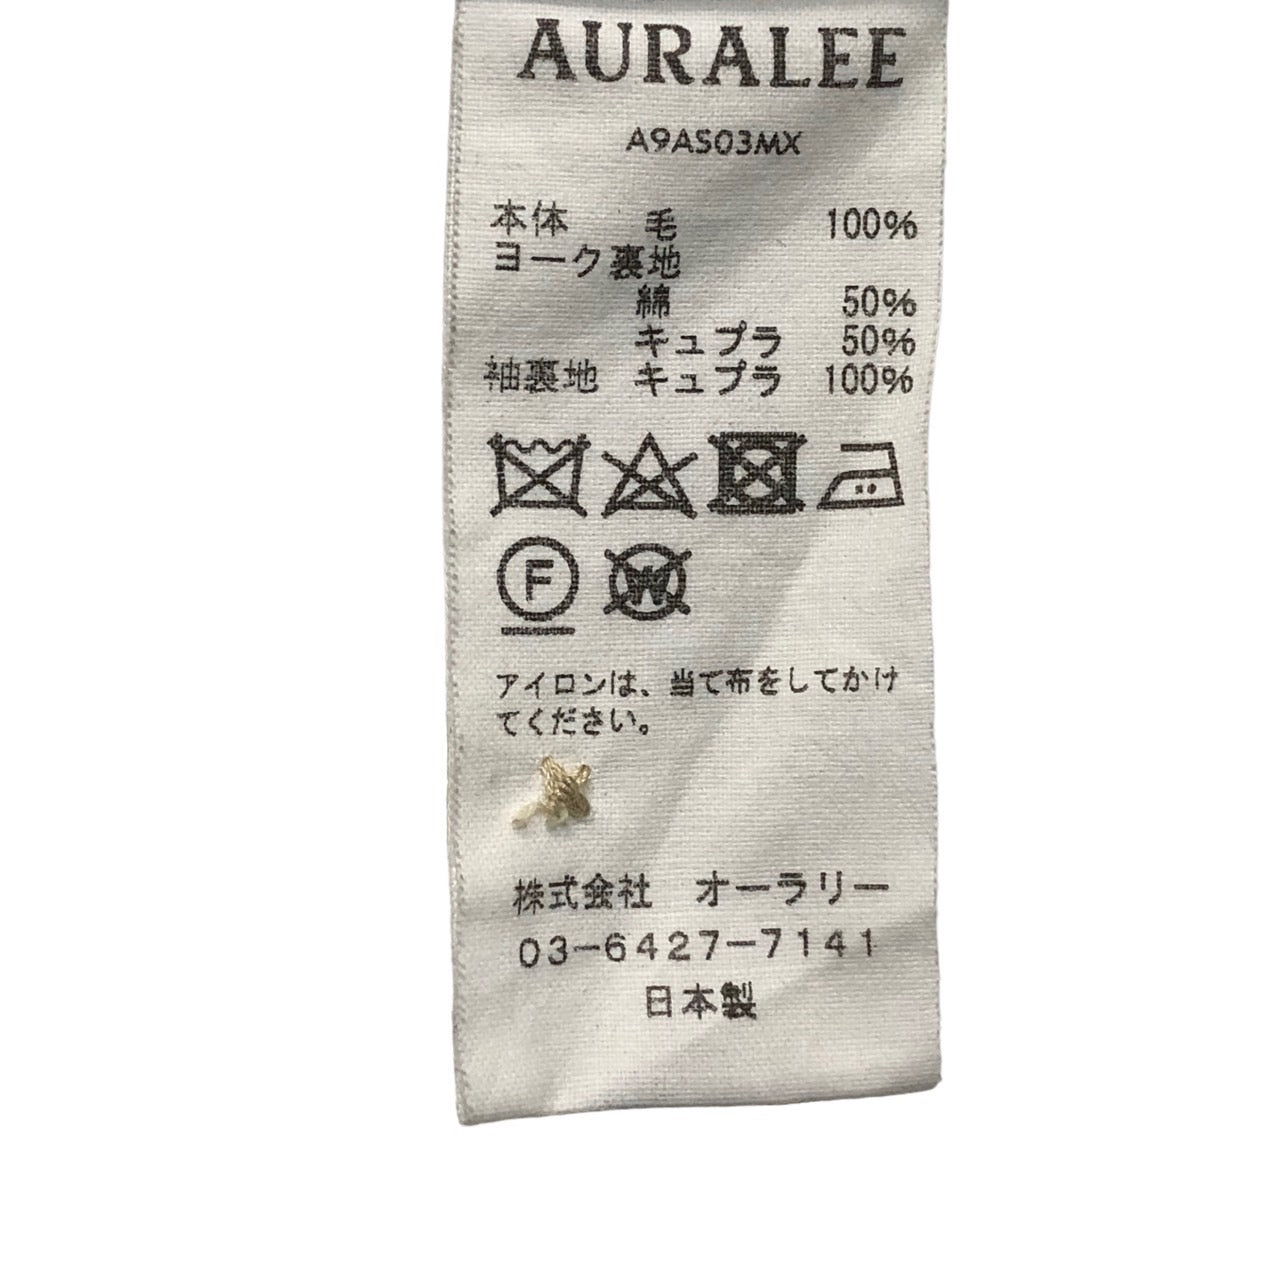 AURALEE
A9AS03MX
本体 毛 100%
ヨーク裏地
綿 50%
キュプラ 50%
袖裏地 キュプラ 100%
F
W
アイロンは、当て布をしてかけ
てください。
株式会社 オーラリー
03-6427-7141
日本製